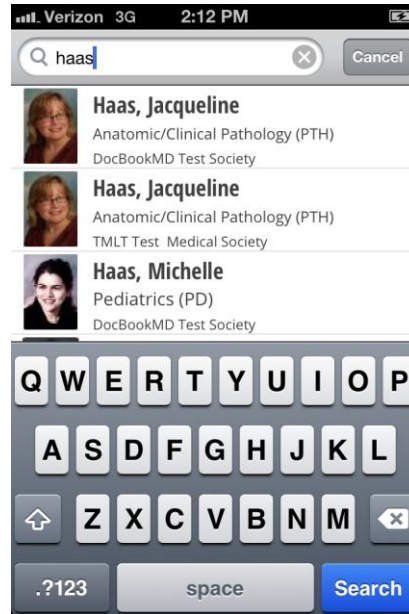 Verizon 3G 2:12 PM
haas Cancel
Haas, Jacqueline
Anatomic/Clinical Pathology (PTH)
DocBookMD Test Society
Haas, Jacqueline
Anatomic/Clinical Pathology (PTH)
TMLT Test Medical Society
Haas, Michelle
Pediatrics (PD)
DocBookMD Test Society
Q W E R T Y U I O P
A S D F G H J K L
Z X C V B N M
.?123 space Search